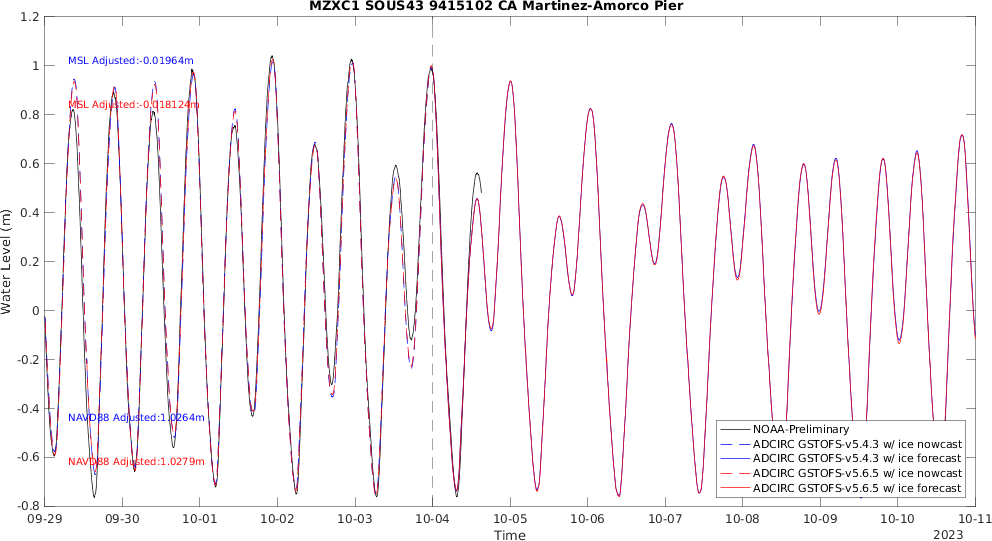 MZXC1 SOUS43 9415102 CA Martinez-Amorco Pier
Water Level (m)
1.2
1
0.8
0.6
0.4
0.2
0
-0.2
-0.4
-0.6
-0.8
MSL Adjusted:-0.01964m
MSL Adjusted:-0.018124m
NAVD88 Adjusted:1.0264m
NAVD88 Adjusted:1.0279m
NOAA-Preliminary
ADCIRC GSTOFS-v5.4.3 w/ ice nowcast
ADCIRC GSTOFS-v5.4.3 w/ ice forecast
ADCIRC GSTOFS-v5.6.5 w/ ice nowcast
ADCIRC GSTOFS-v5.6.5 w/ ice forecast
09-29 09-30 10-01 10-02 10-03 10-04 10-05 10-06 10-07 10-08 10-09 10-10 10-11
Time
2023